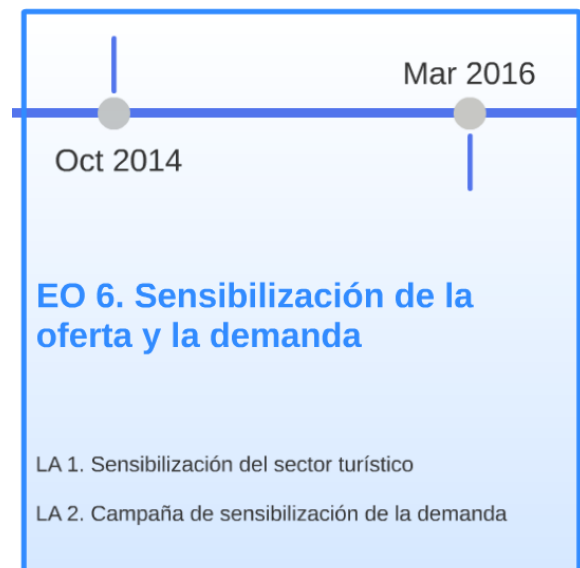 Mar 2016
Oct 2014
EO 6. Sensibilización de la
oferta y la demanda
LA 1. Sensibilización del sector turístico
LA 2. Campaña de sensibilización de la demanda